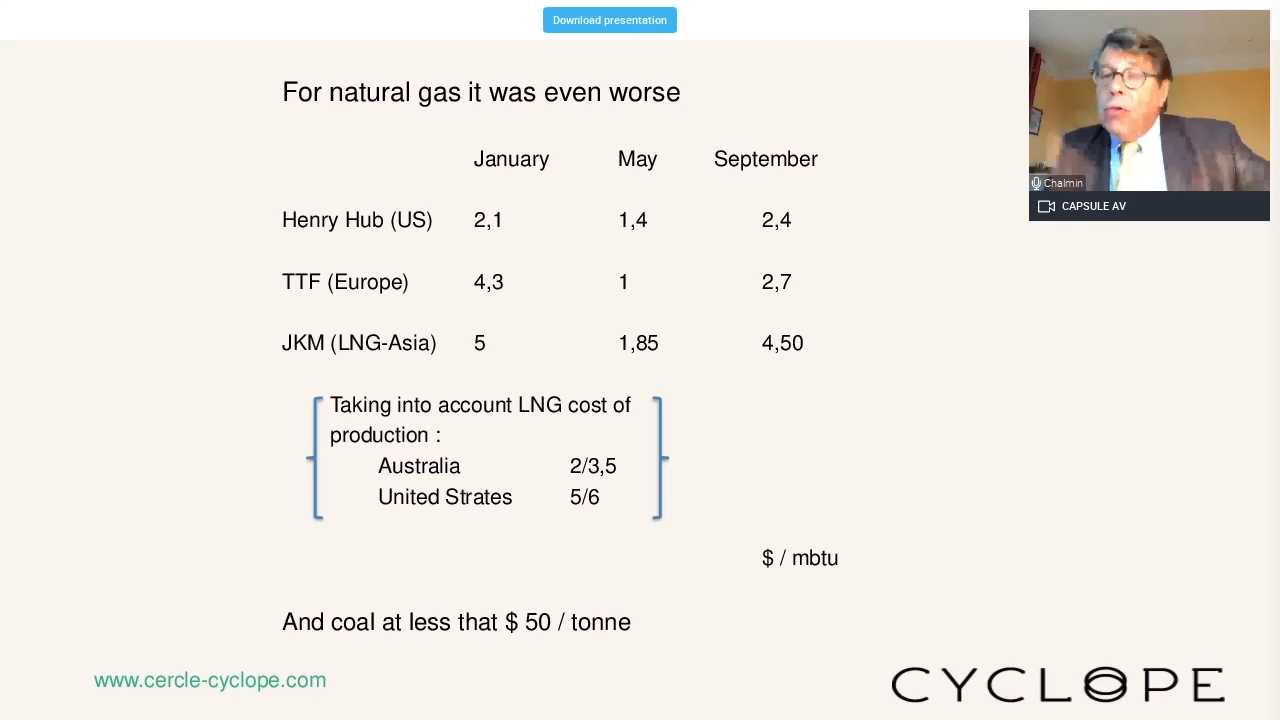 Download presentation
For natural gas it was even worse
January May September
Henry Hub (US) 2,1 1,4 2,4
TTF (Europe) 4,3 1 2,7
JKM (LNG-Asia) 5 1,85 4,50
Taking into account LNG cost of
production :
Australia 2/3,5
United Strates 5/6
$ / mbtu
And coal at less that $ 50 / tonne
www.cercle-cyclope.com
CYCLOPE
Chalmin
CAPSULE AV